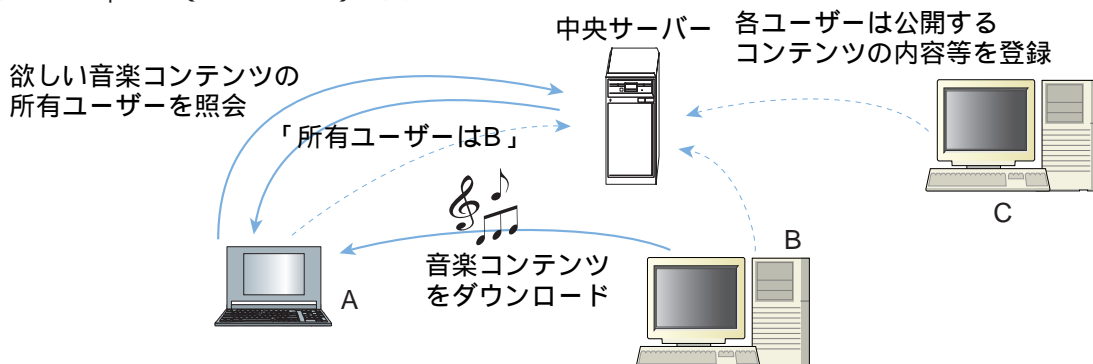 中央サーバー
各ユーザーは公開する
コンテンツの内容等を登録
欲しい音楽コンテンツの
所有ユーザーを照会
「所有ユーザーはB」
C
B
音楽コンテンツ
をダウンロード
A